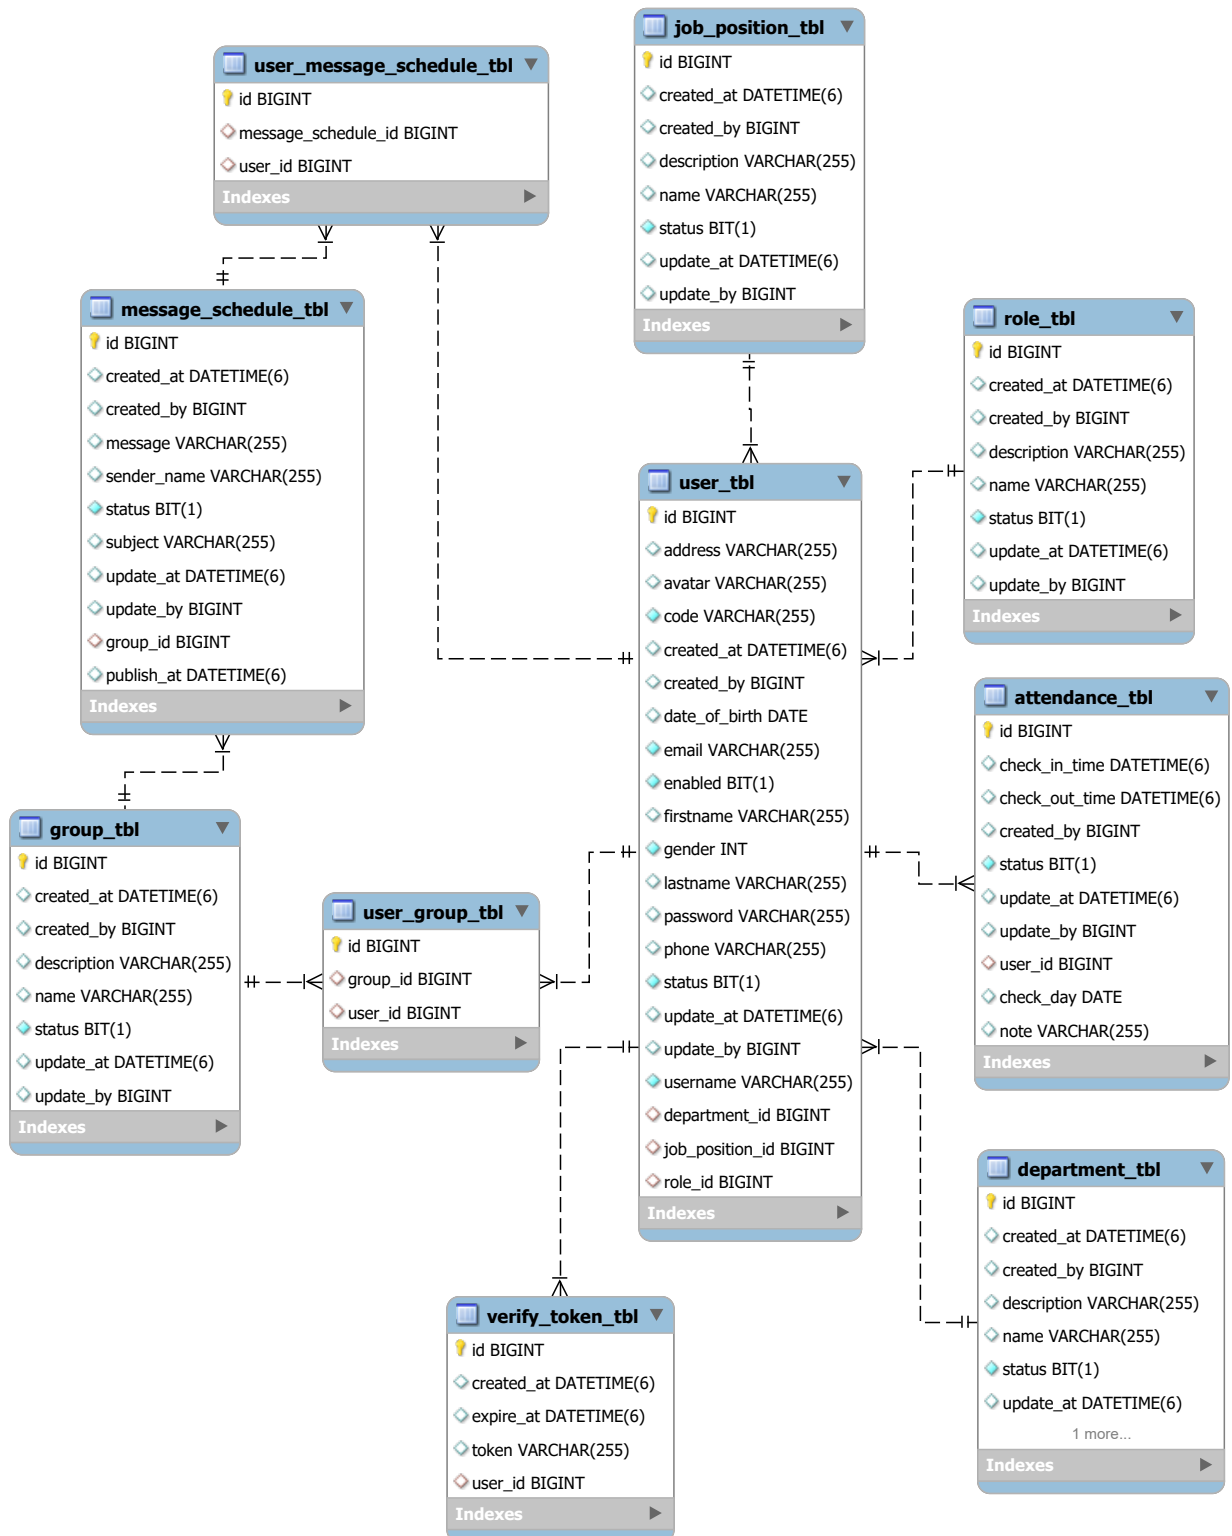 user_message_schedule_tbl
id BIGINT
message_schedule_id BIGINT
user_id BIGINT
Indexes
job_position_tbl
id BIGINT
created_at DATETIME(6)
created_by BIGINT
description VARCHAR(255)
name VARCHAR(255)
status BIT(1)
update_at DATETIME(6)
update_by BIGINT
Indexes
message_schedule_tbl
id BIGINT
created_at DATETIME(6)
created_by BIGINT
message VARCHAR(255)
sender_name VARCHAR(255)
status BIT(1)
subject VARCHAR(255)
update_at DATETIME(6)
update_by BIGINT
group_id BIGINT
publish_at DATETIME(6)
Indexes
role_tbl
id BIGINT
created_at DATETIME(6)
created_by BIGINT
description VARCHAR(255)
name VARCHAR(255)
status BIT(1)
update_at DATETIME(6)
update_by BIGINT
Indexes
user_tbl
id BIGINT
address VARCHAR(255)
avatar VARCHAR(255)
code VARCHAR(255)
created_at DATETIME(6)
created_by BIGINT
date_of_birth DATE
email VARCHAR(255)
enabled BIT(1)
firstname VARCHAR(255)
gender INT
lastname VARCHAR(255)
password VARCHAR(255)
phone VARCHAR(255)
status BIT(1)
update_at DATETIME(6)
update_by BIGINT
username VARCHAR(255)
department_id BIGINT
job_position_id BIGINT
role_id BIGINT
Indexes
attendance_tbl
id BIGINT
check_in_time DATETIME(6)
check_out_time DATETIME(6)
created_by BIGINT
status BIT(1)
update_at DATETIME(6)
update_by BIGINT
user_id BIGINT
check_day DATE
note VARCHAR(255)
Indexes
group_tbl
id BIGINT
created_at DATETIME(6)
created_by BIGINT
description VARCHAR(255)
name VARCHAR(255)
status BIT(1)
update_at DATETIME(6)
update_by BIGINT
Indexes
user_group_tbl
id BIGINT
group_id BIGINT
user_id BIGINT
Indexes
department_tbl
id BIGINT
created_at DATETIME(6)
created_by BIGINT
description VARCHAR(255)
name VARCHAR(255)
status BIT(1)
update_at DATETIME(6)
1 more...
Indexes
verify_token_tbl
id BIGINT
created_at DATETIME(6)
expire_at DATETIME(6)
token VARCHAR(255)
user_id BIGINT
Indexes